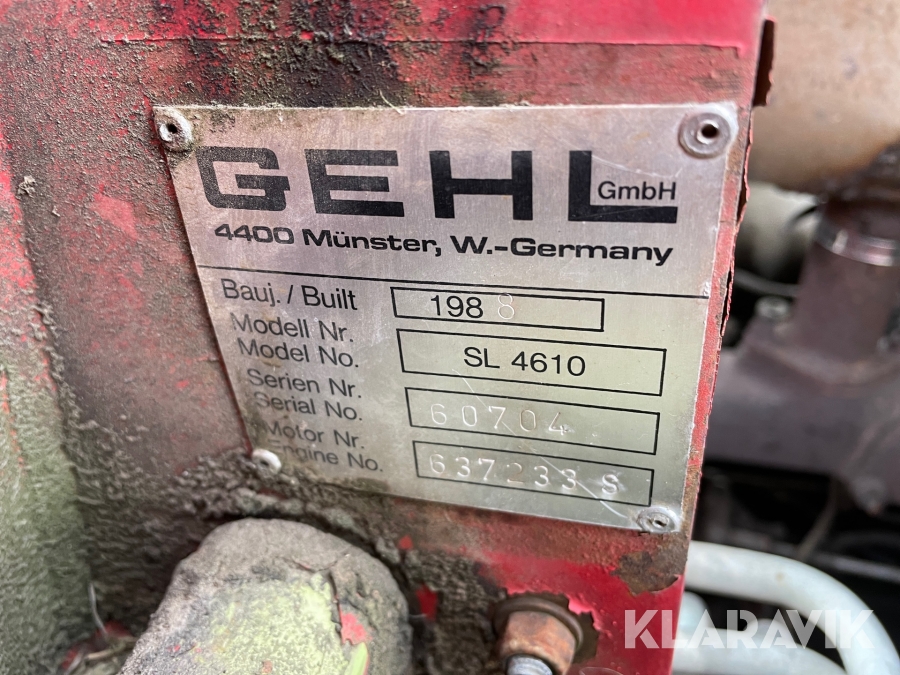 GEHL GmbH
4400 Münster, W.-Germany
Bauj. / Built 1988
Modell Nr.
Model No. SL 4610
Serien Nr.
Serial No. 60704
Motor Nr.
Engine No. 637233 S
KLARAVIK